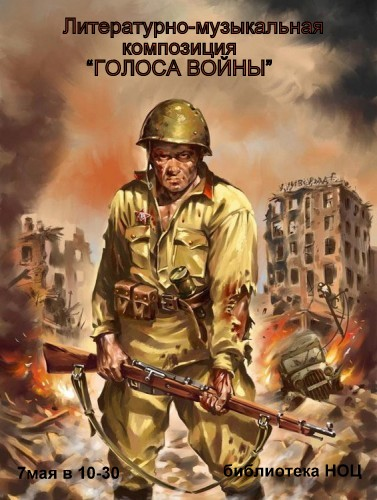 Литературно-музыкальная
композиция
"ГОЛОСА ВОЙНЫ"
7мая в 10-30
библиотека НОЦ